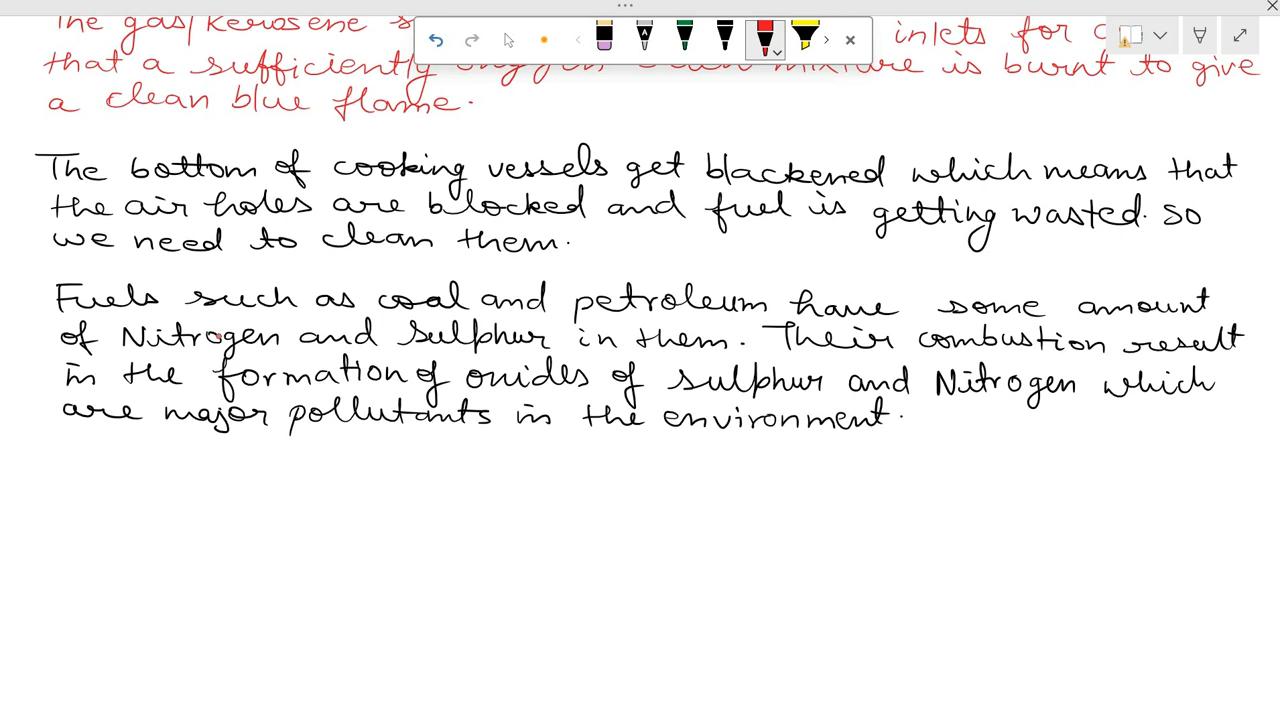 The gas/kerosene s inlets for
that a sufficiently mixture is burnt to give
a clean blue flame.
The bottom of cooking vessels get blackened which means that
the air holes are blocked and fuel is getting wasted. so
we need to clean them.
Fuels such as coal and petroleum have some amount
of Nitrogen and sulphur in them. Their combustion result
in the formation of oxides of sulphur and Nitrogen which
are major pollutants in the environment.